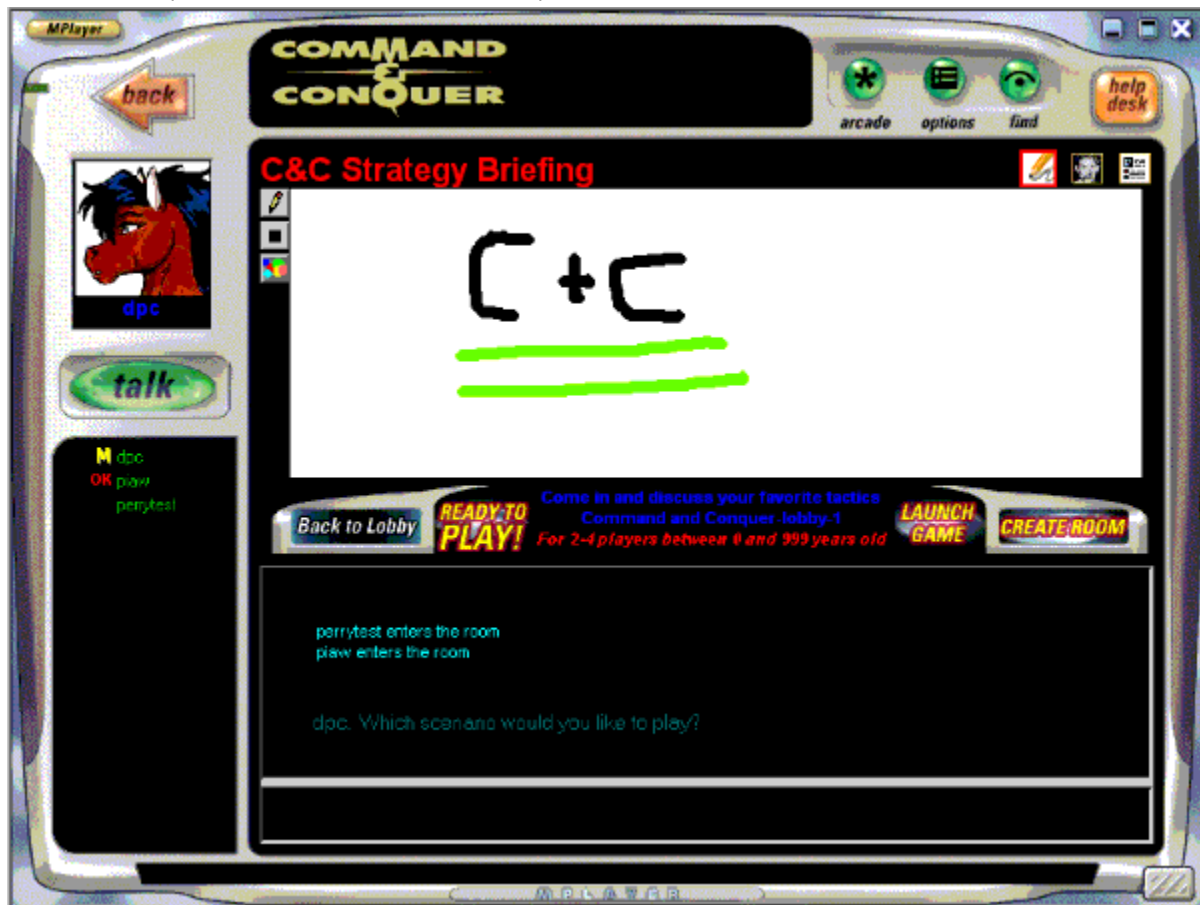 MPlayer
COMMAND
&
CONQUER
back
arcade
options
find
help
desk
C&C Strategy Briefing
C+C
dpc
talk
M dpc
OK piaw
perrytest
Back to Lobby
READY TO
PLAY!
Come in and discuss your favorite tactics
Command and Conquer-lobby-1
For 2-4 players between 0 and 999 years old
LAUNCH
GAME
CREATE ROOM
perrytest enters the room
piaw enters the room
dpc. Which scenario would you like to play?
MPLAYER